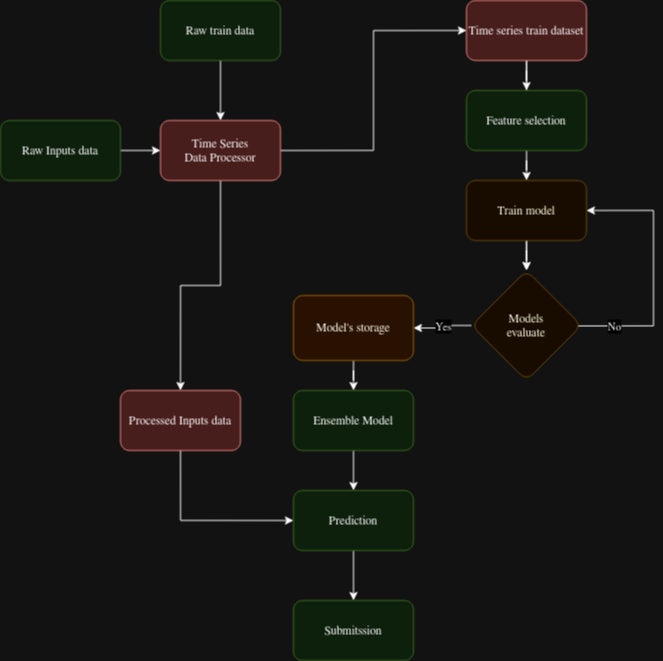 Raw train data
Time series train dataset
Feature selection
Raw Inputs data
Time Series
Data Processor
Train model
Models
evaluate
Yes
No
Model's storage
Processed Inputs data
Ensemble Model
Prediction
Submitssion